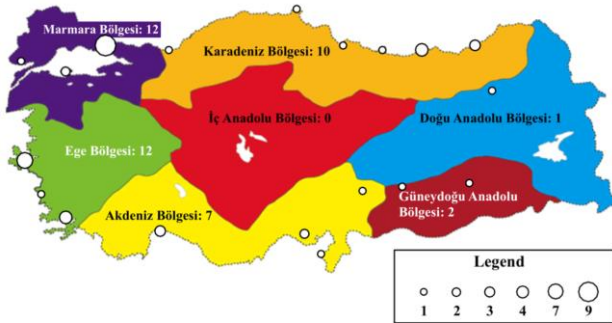 Marmara Bölgesi: 12
Karadeniz Bölgesi: 10
İç Anadolu Bölgesi: 0
Doğu Anadolu Bölgesi: 1
Ege Bölgesi: 12
Güneydoğu Anadolu
Bölgesi: 2
Akdeniz Bölgesi: 7
Legend
1 2 3 4 7 9